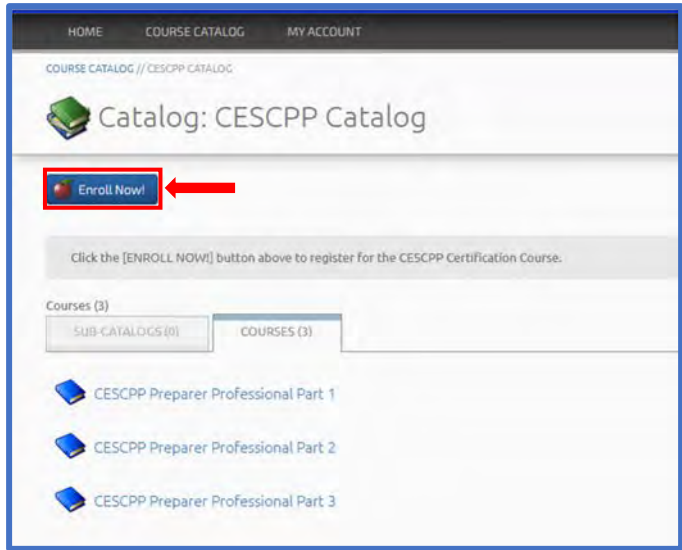 HOME COURSE CATALOG MY ACCOUNT
COURSE CATALOG // CESCPP CATALOG
Catalog: CESCPP Catalog
Enroll Now!
Click the [ENROLL NOW!] button above to register for the CESCPP Certification Course.
Courses (3)
SUB-CATALOGS (0) COURSES (3)
CESCPP Preparer Professional Part 1
CESCPP Preparer Professional Part 2
CESCPP Preparer Professional Part 3